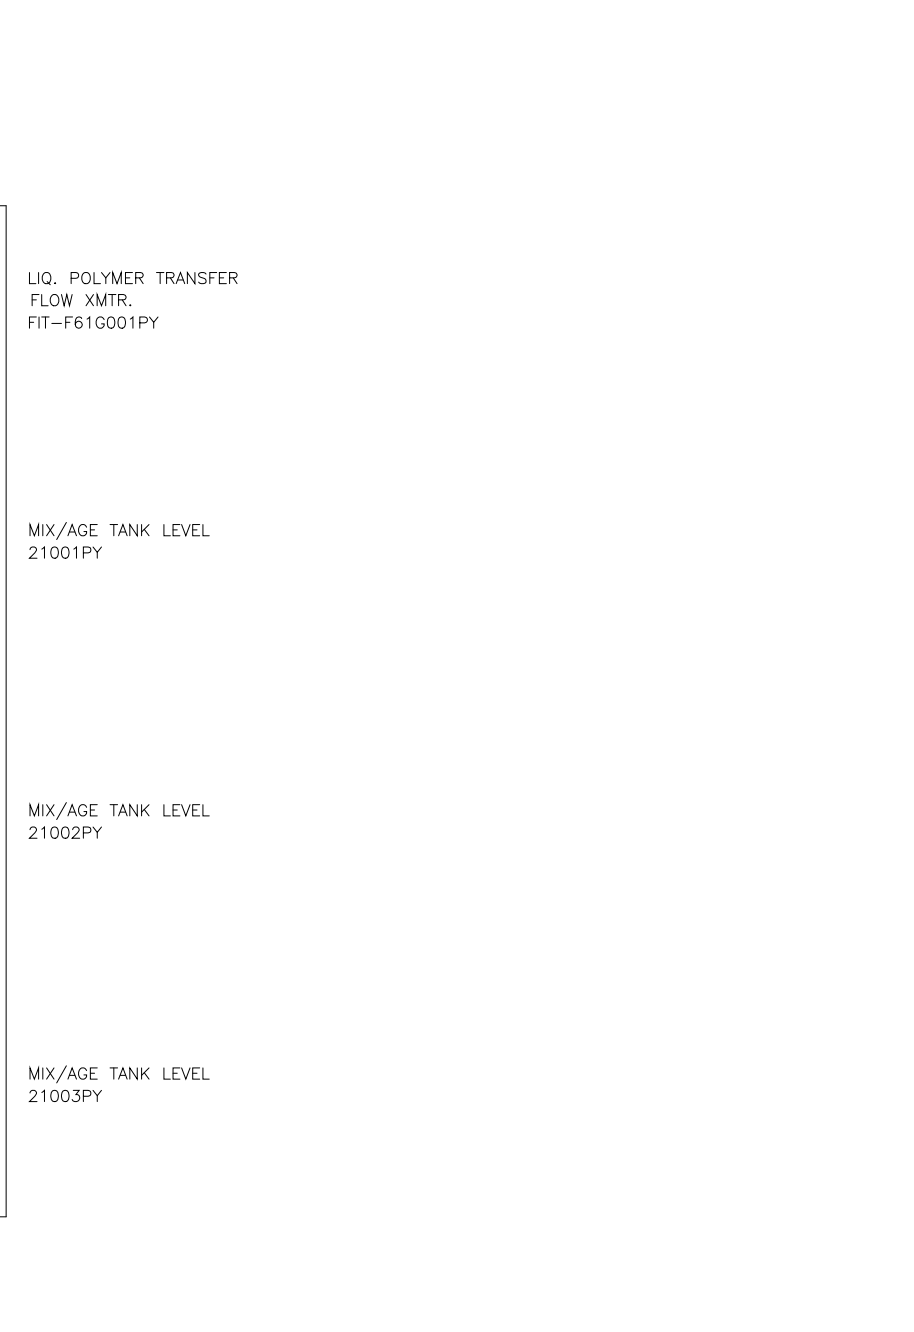 LIQ. POLYMER TRANSFER
FLOW XMTR.
FIT-F61G001PY
MIX/AGE TANK LEVEL
21001PY
MIX/AGE TANK LEVEL
21002PY
MIX/AGE TANK LEVEL
21003PY